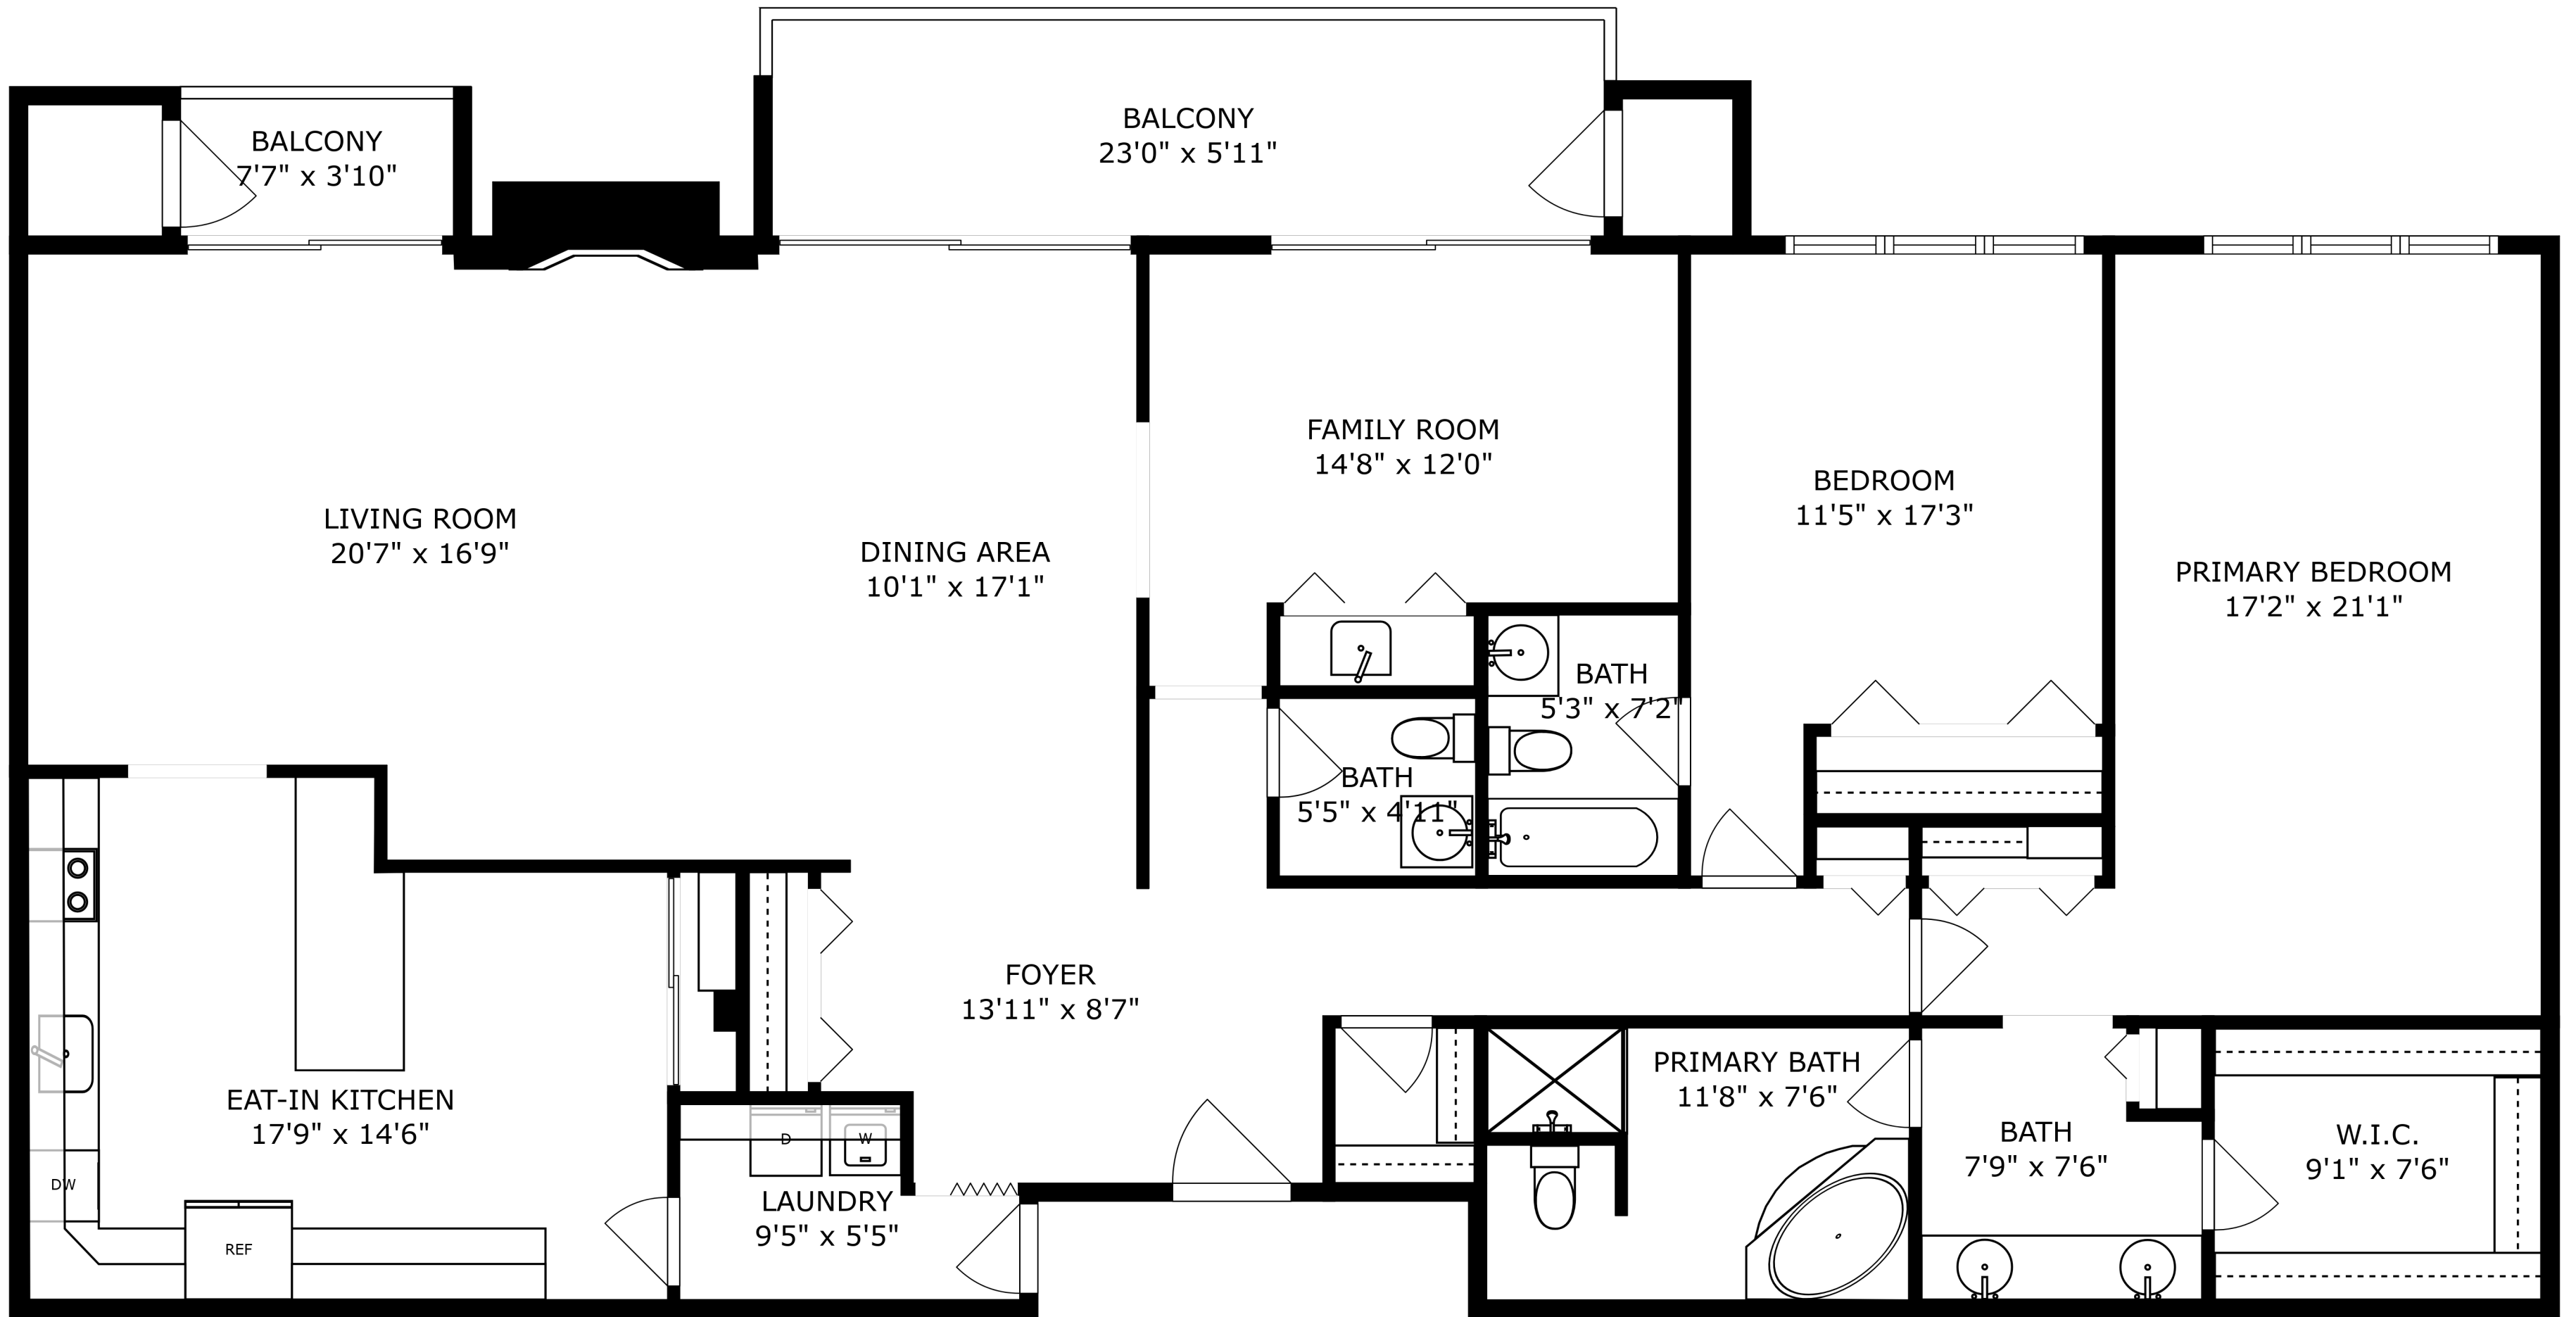 BALCONY
7'7" x 3'10"
BALCONY
23'0" x 5'11"
LIVING ROOM
20'7" x 16'9"
DINING AREA
10'1" x 17'1"
FAMILY ROOM
14'8" x 12'0"
BEDROOM
11'5" x 17'3"
PRIMARY BEDROOM
17'2" x 21'1"
BATH
5'3" x 7'2"
BATH
5'5" x 4'11"
FOYER
13'11" x 8'7"
EAT-IN KITCHEN
17'9" x 14'6"
DW
REF
D
W
LAUNDRY
9'5" x 5'5"
PRIMARY BATH
11'8" x 7'6"
BATH
7'9" x 7'6"
W.I.C.
9'1" x 7'6"